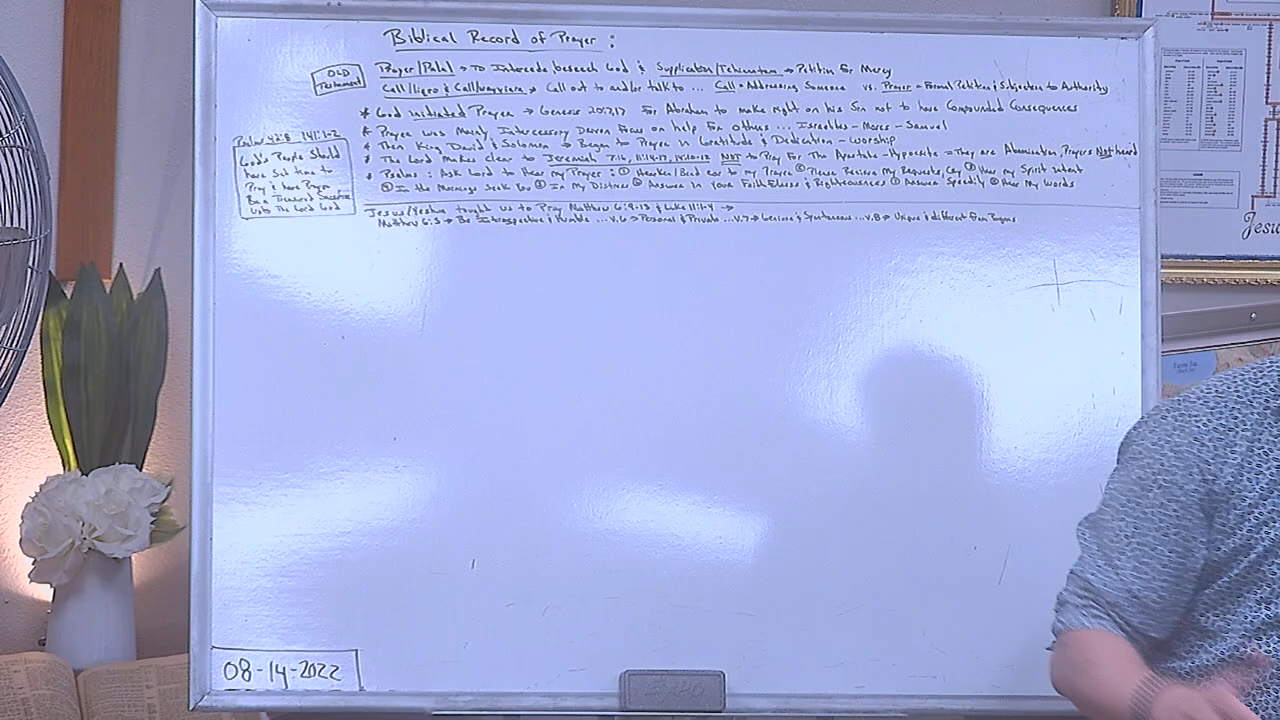 Biblical Record of Prayer :
OLD
Testament
Prayer/Palal → Intercede, beseech God & Supplication/Techinnah → Petition For Mercy
Call/Liqro & Call/vayyiqra → Call out to and/or talk to ... Call = Addressing Someone vs. Prayer = Formal Petition & Subjection to Authority
* God initiated Prayer → Genesis 20:7,17 For Abraham to make right on his Sin not to have Compounded Consequences
* Prayer was Mainly Intercessory Driven Focus on help For others ... Israelites - Moses - Samuel
* Then King David & Solomon → Began to Prayer in Gratitude & Dedication - Worship
* The Lord Makes clear to Jeremiah 7:16, 11:14-17, 14:10-12 NOT to Pray For The Apostate - Hypocrite = They are Abomination, Prayers Not heard
* Psalms : Ask Lord to Hear my Prayer : ① Hearken/Bend ear to my Prayer ② Please Recieve My Requests, Cry ③ Hear my Spirit intent
④ In the Morning Seek You ⑤ In My Distress ⑥ Answer in Your Faithfulness & Righteousness ⑦ Answer Speedily ⑧ Hear My Words
Psalm 42:8 141:1-2
God's People Should
have Set time to
Pray & have Prayer
Be a Treasured Sacrifice
Unto The Lord God
Jesus/Yeshua to Pray Matthew 6:9-13 & Luke 11:1-4 →
Matthew 6:5 → Be Introspective & Humble ... v.6 → Personal & Private ... v.7 → Genuine & Spontaneous ... v.8 → Unique & different From Pagans
08-14-2022
EXPO
Jesu